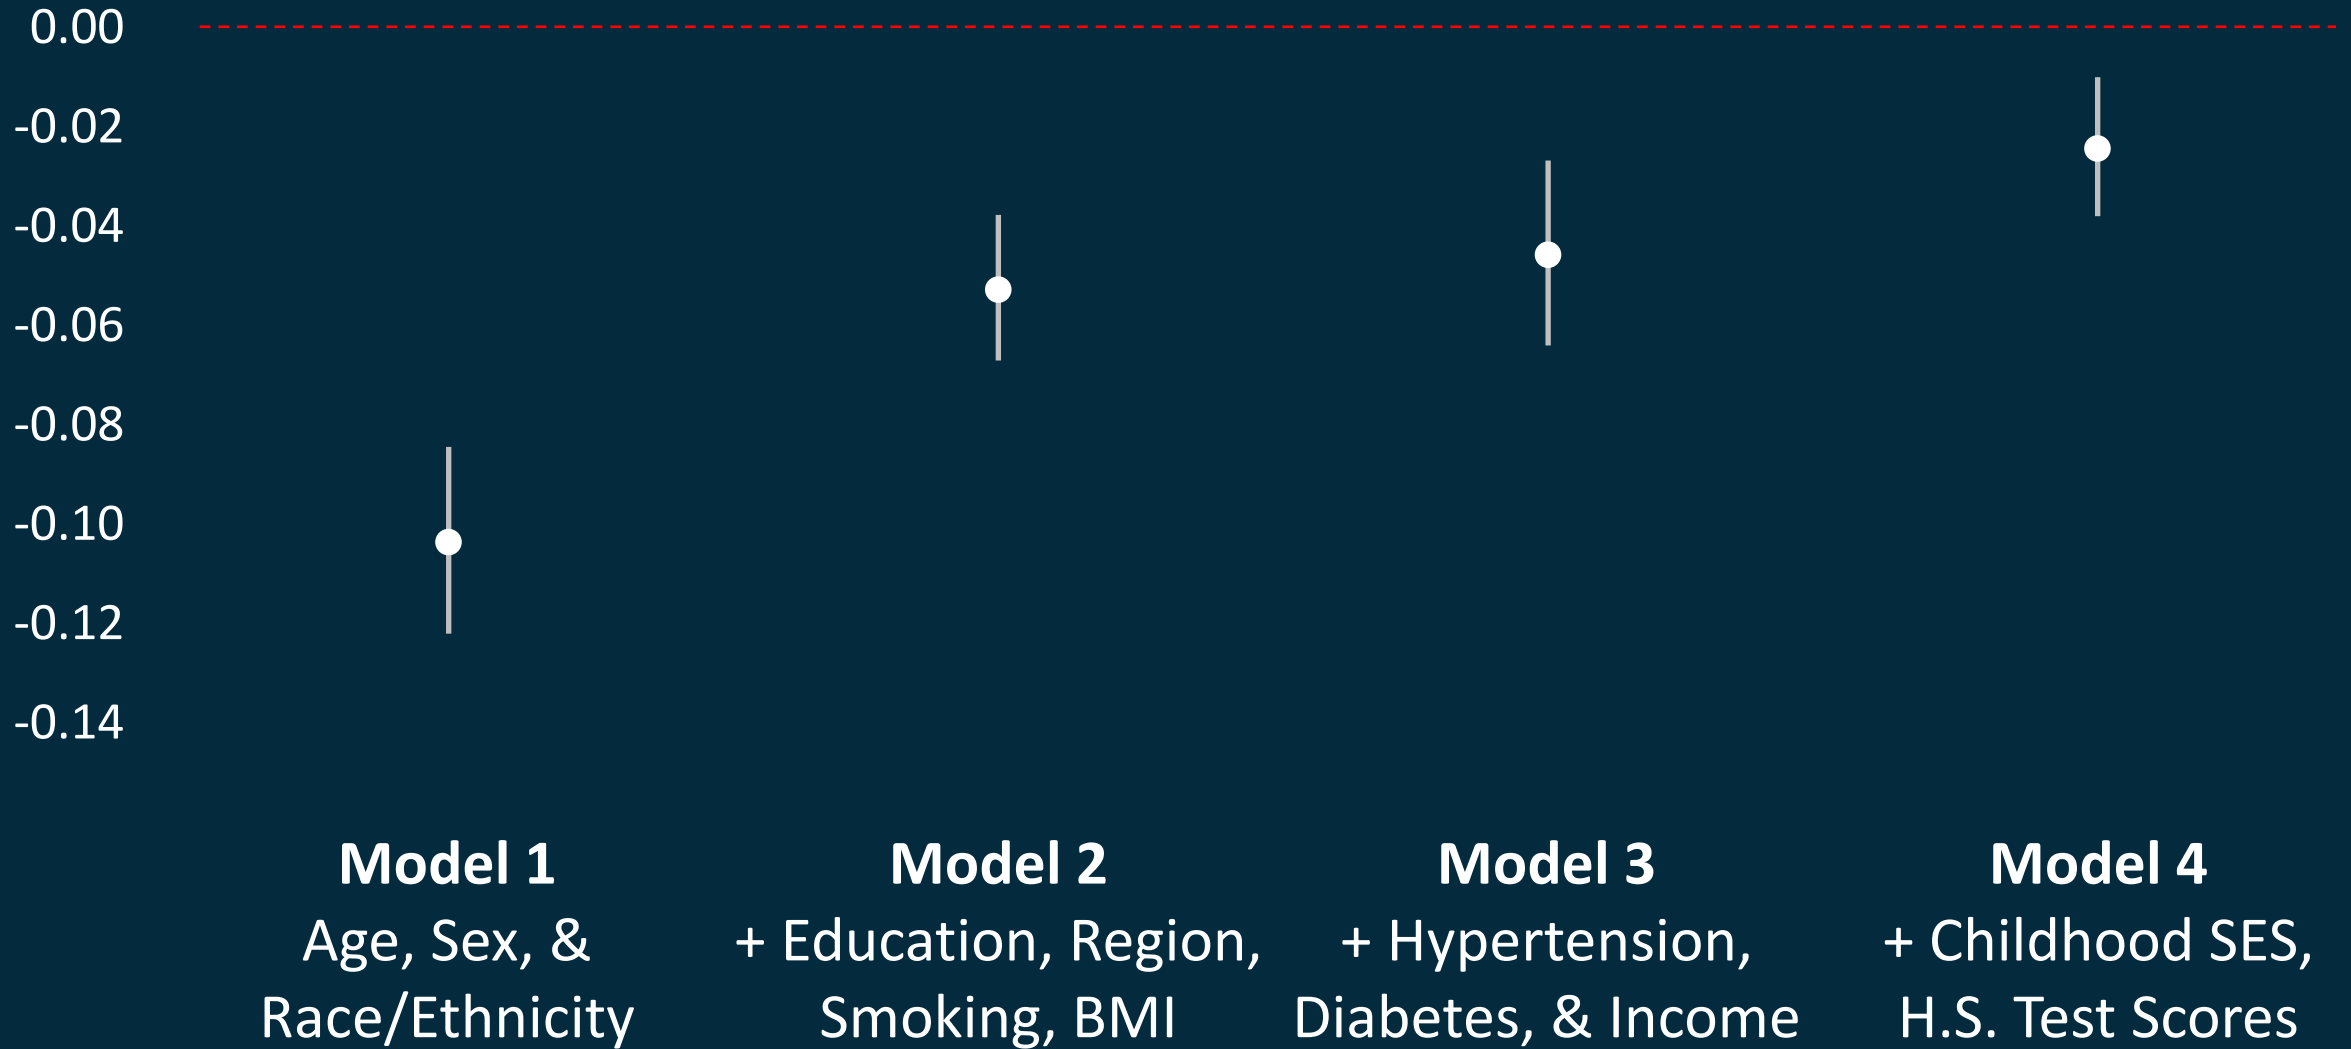 0.00
-0.02
-0.04
-0.06
-0.08
-0.10
-0.12
-0.14
Model 1
Age, Sex, &
Race/Ethnicity
Model 2
+ Education, Region,
Smoking, BMI
Model 3
+ Hypertension,
Diabetes, & Income
Model 4
+ Childhood SES,
H.S. Test Scores